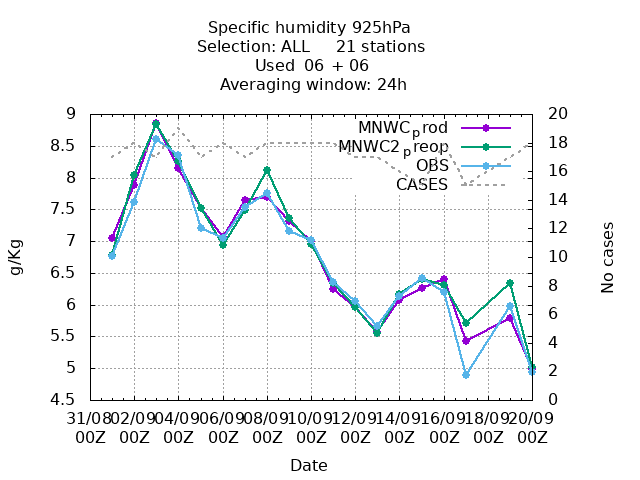 Specific humidity 925hPa
Selection: ALL 21 stations
Used 06 + 06
Averaging window: 24h
9 20
8.5 18
8 16
7.5 14
7 12
6.5 10
6 8
5.5 6
5 4
4.5 2
0
MNWCprod
MNWC2preop
OBS
CASES
g/Kg
No cases
31/08 02/09 04/09 06/09 08/09 10/09 12/09 14/09 16/09 18/09 20/09
00Z 00Z 00Z 00Z 00Z 00Z 00Z 00Z 00Z 00Z 00Z
Date